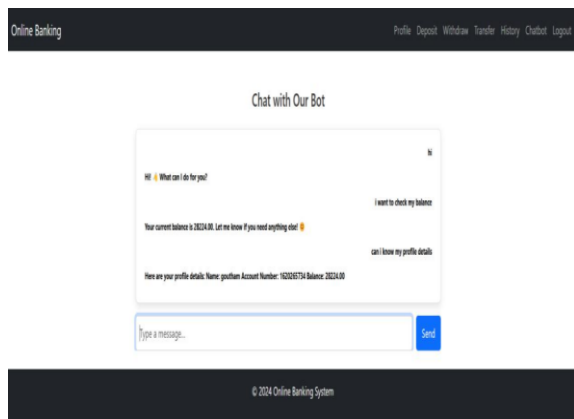 Online Banking
Profile Deposit Withdraw Transfer History Chatbot Logout
Chat with Our Bot
hi
Hi! 👋 What can I do for you?
i want to check my balance
Your current balance is 28224.00. Let me know if you need anything else! 😊
can i know my profile details
Here are your profile details: Name: goutham Account Number: 1620265734 Balance: 28224.00
Type a message...
Send
© 2024 Online Banking System